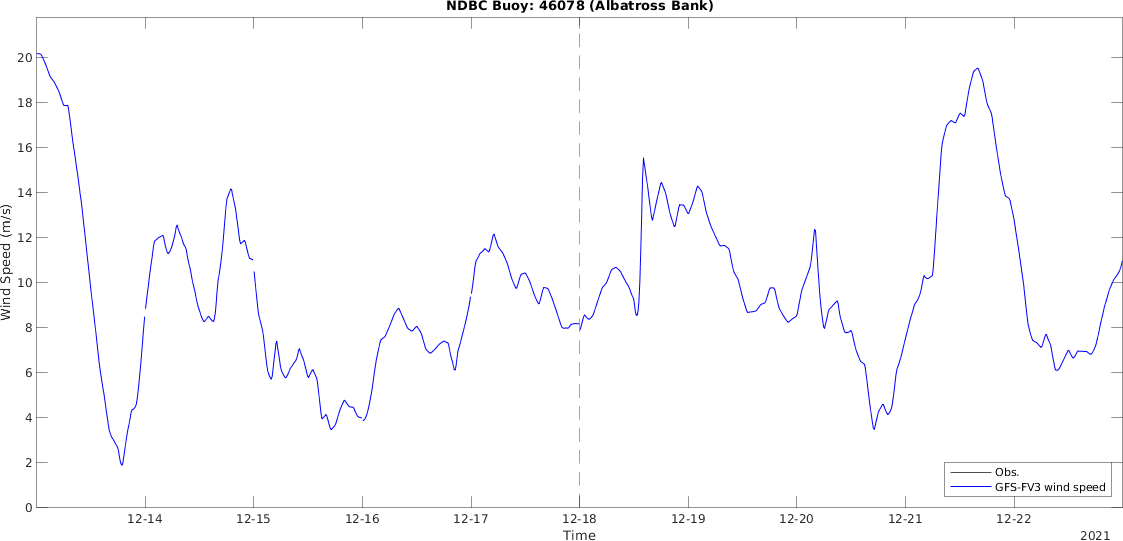 NDBC Buoy: 46078 (Albatross Bank)
Wind Speed (m/s)
20
18
16
14
12
10
8
6
4
2
0
12-14 12-15 12-16 12-17 12-18 12-19 12-20 12-21 12-22
Time
2021
Obs.
GFS-FV3 wind speed